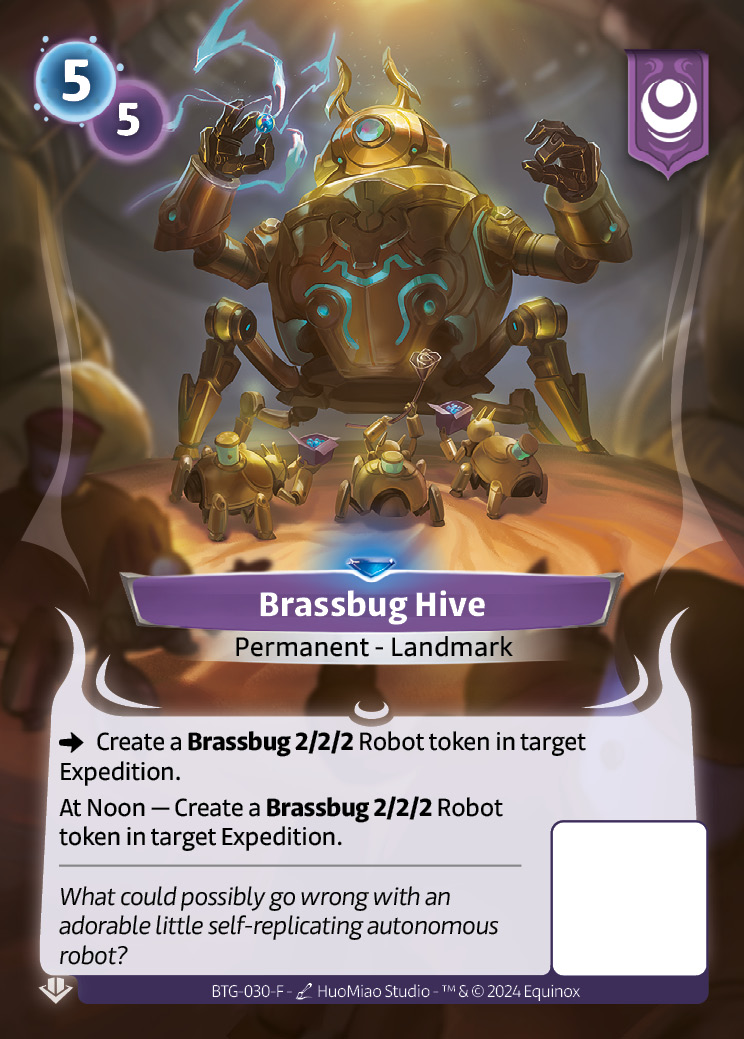 5
5
Brassbug Hive
Permanent - Landmark
Create a Brassbug 2/2/2 Robot token in target
Expedition.
At Noon — Create a Brassbug 2/2/2 Robot
token in target Expedition.
What could possibly go wrong with an
adorable little self-replicating autonomous
robot?
BTG-030-F - HuoMiao Studio - ™ & © 2024 Equinox